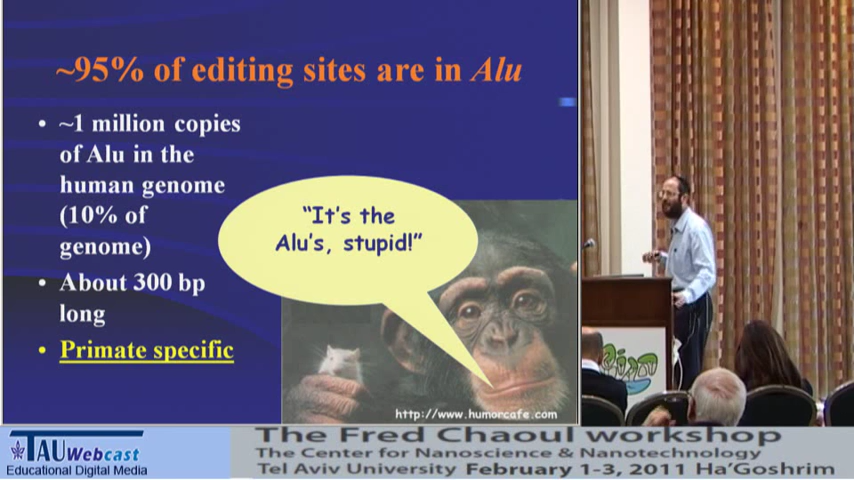 ~95% of editing sites are in Alu
• ~1 million copies
of Alu in the
human genome
(10% of
genome)
• About 300 bp
long
• Primate specific
"It's the
Alu's, stupid!"
http://www.humorcafe.com
TAU Webcast
Educational Digital Media
The Fred Chaoul workshop
The Center for Nanoscience & Nanotechnology
Tel Aviv University February 1-3, 2011 Ha'Goshrim